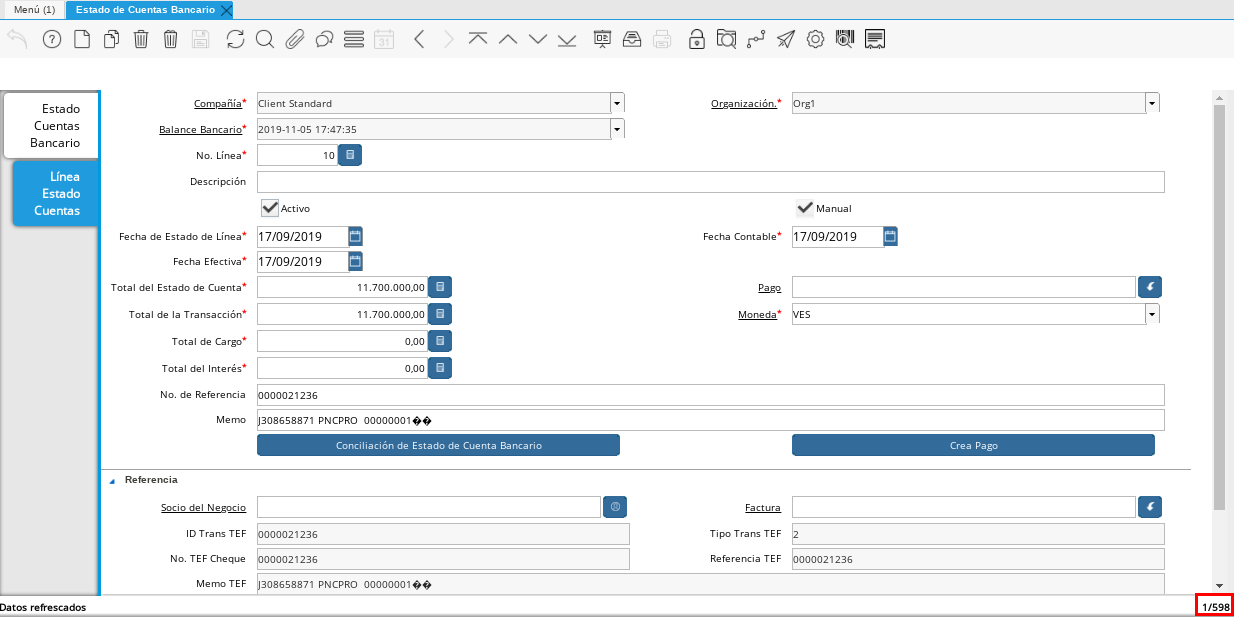 Menú (1)
Estado de Cuentas Bancario
31
Estado
Cuentas
Bancario
Línea
Estado
Cuentas
Compañía* Client Standard
Organización.* Org1
Balance Bancario* 2019-11-05 17:47:35
No. Línea* 10
Descripción
Activo
Manual
Fecha de Estado de Línea* 17/09/2019
Fecha Contable* 17/09/2019
Fecha Efectiva* 17/09/2019
Total del Estado de Cuenta* 11.700.000,00
Pago
Total de la Transacción* 11.700.000,00
Moneda* VES
Total de Cargo* 0,00
Total del Interés* 0,00
No. de Referencia 0000021236
Memo J308658871 PNCPRO 00000001��
Conciliación de Estado de Cuenta Bancario
Crea Pago
Referencia
Socio del Negocio
Factura
ID Trans TEF 0000021236
Tipo Trans TEF 2
No. TEF Cheque 0000021236
Referencia TEF 0000021236
Memo TEF J308658871 PNCPRO 00000001��
Datos refrescados
1/598